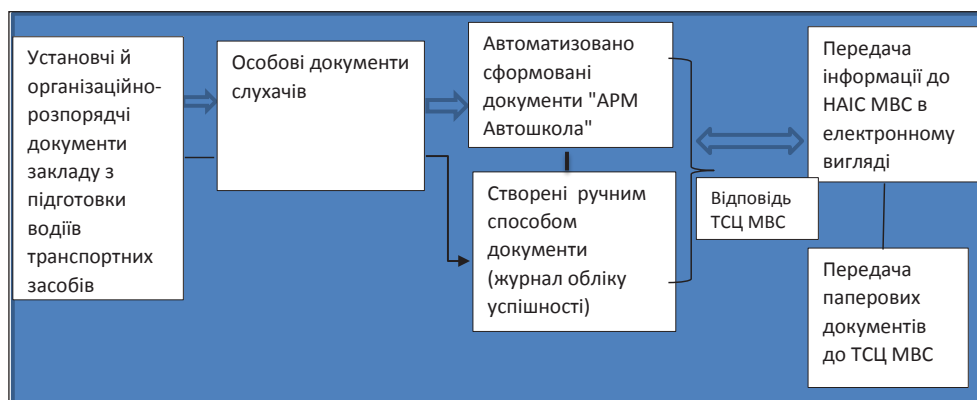 Установчі й
організаційно-
розпорядчі
документи
закладу з
підготовки
водіїв
транспортних
засобів
Особові документи
слухачів
Автоматизовано
сформовані
документи "АРМ
Автошкола"
Створені ручним
способом
документи
(журнал обліку
успішності)
Відповідь
ТСЦ МВС
Передача
інформації до
НАІС МВС в
електронному
вигляді
Передача
паперових
документів
до ТСЦ МВС